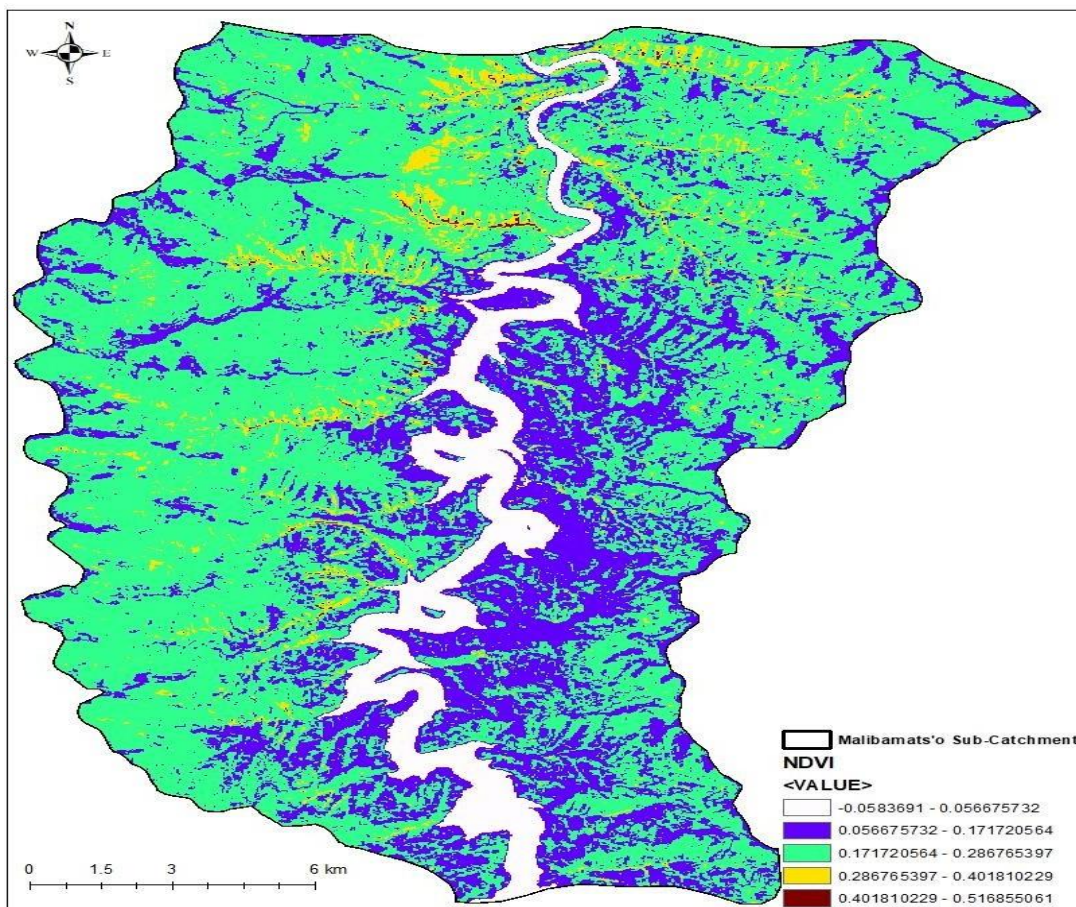 N
W E
S
Malibamats'o Sub-Catchment
NDVI
<VALUE>
-0.0583691 - 0.056675732
0.056675732 - 0.171720564
0.171720564 - 0.286765397
0.286765397 - 0.401810229
0.401810229 - 0.516855061
0 1.5 3 6 km